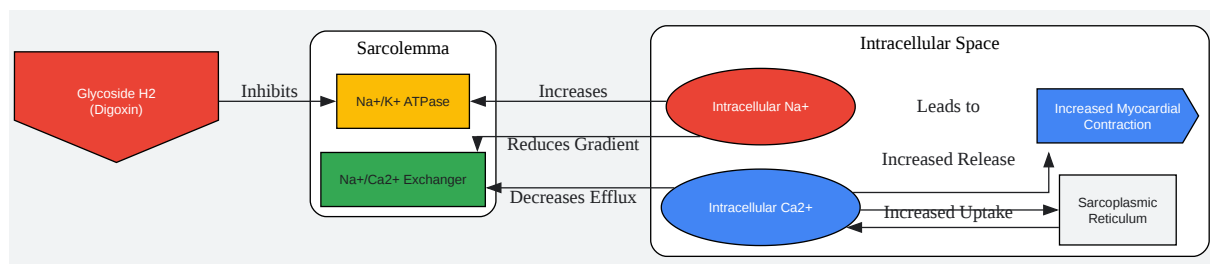 Glycoside H2
(Digoxin)
Inhibits
Sarcolemma
Na+/K+ ATPase
Na+/Ca2+ Exchanger
Increases
Reduces Gradient
Decreases Efflux
Intracellular Space
Intracellular Na+
Intracellular Ca2+
Leads to
Increased Release
Increased Uptake
Increased Myocardial
Contraction
Sarcoplasmic
Reticulum